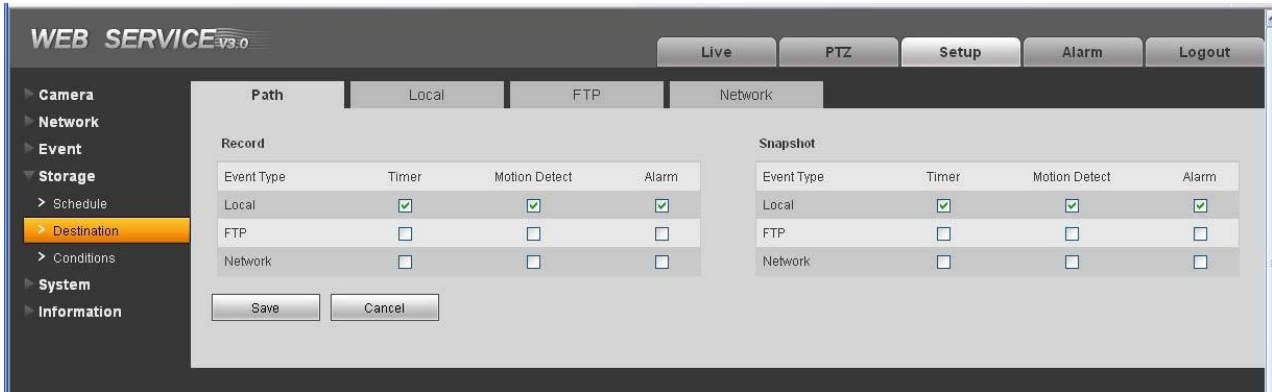 WEB SERVICE V3.0
Live PTZ Setup Alarm Logout
Camera
Network
Event
Storage
> Schedule
> Destination
> Conditions
System
Information
Path Local FTP Network
Record
Event Type Timer Motion Detect Alarm
Local
FTP
Network
Snapshot
Event Type Timer Motion Detect Alarm
Local
FTP
Network
Save Cancel